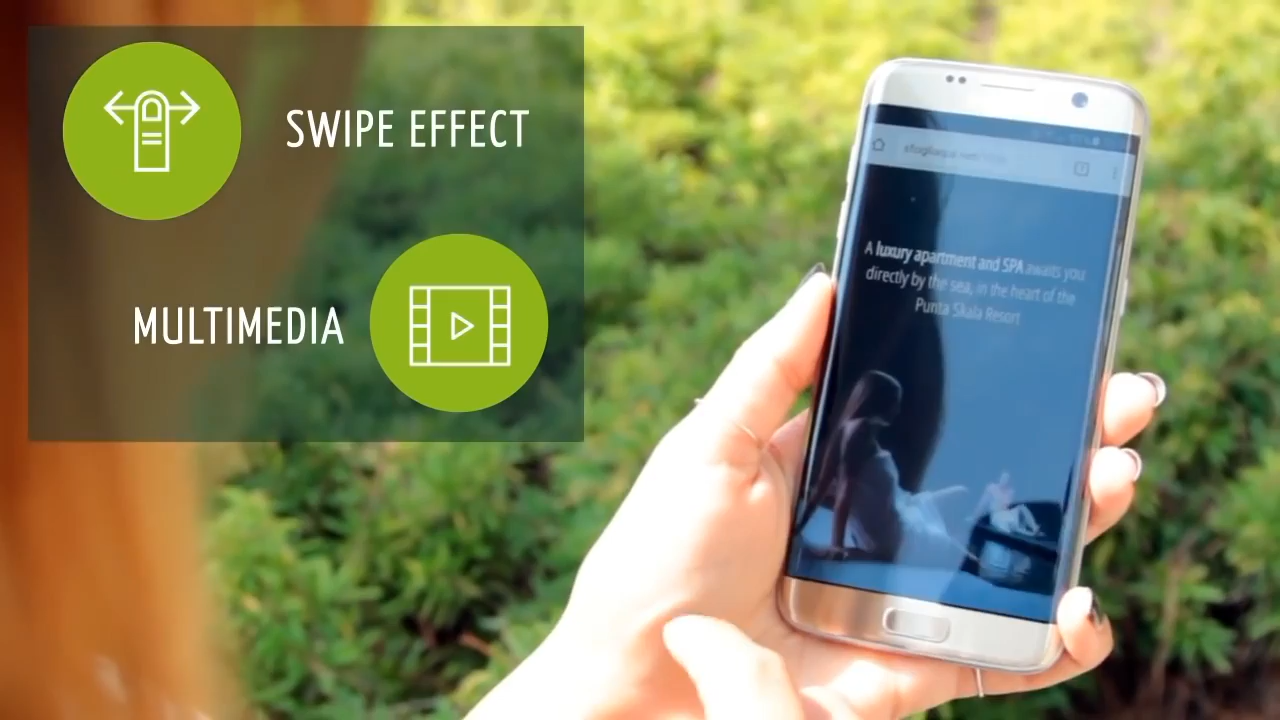 SWIPE EFFECT
MULTIMEDIA
A luxury apartment and SPA awaits you
directly by the sea, in the heart of the
Punta Skala Resort